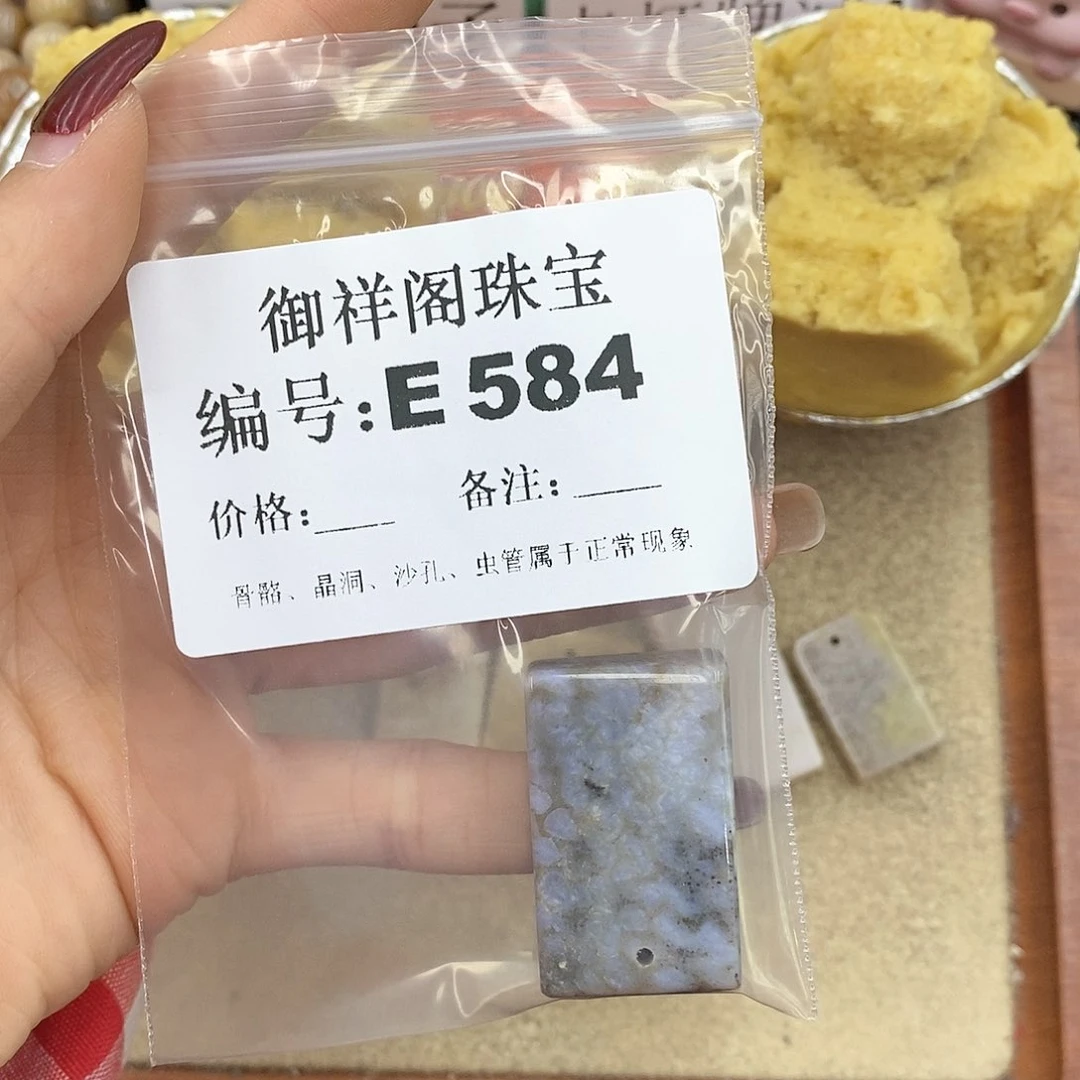 御祥阁珠宝
编号:E 584
价格:____ 备注:____
骨骼、晶洞、沙孔、虫管属于正常现象